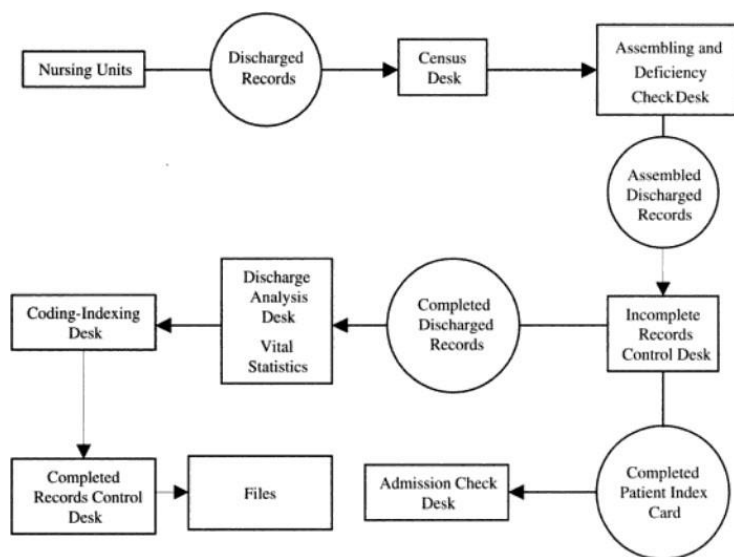 Nursing Units
Discharged
Records
Census
Desk
Assembling and
Deficiency
Check Desk
Assembled
Discharged
Records
Incomplete
Records
Control Desk
Completed
Discharged
Records
Discharge
Analysis
Desk
Vital
Statistics
Coding-Indexing
Desk
Completed
Records Control
Desk
Files
Admission Check
Desk
Completed
Patient Index
Card